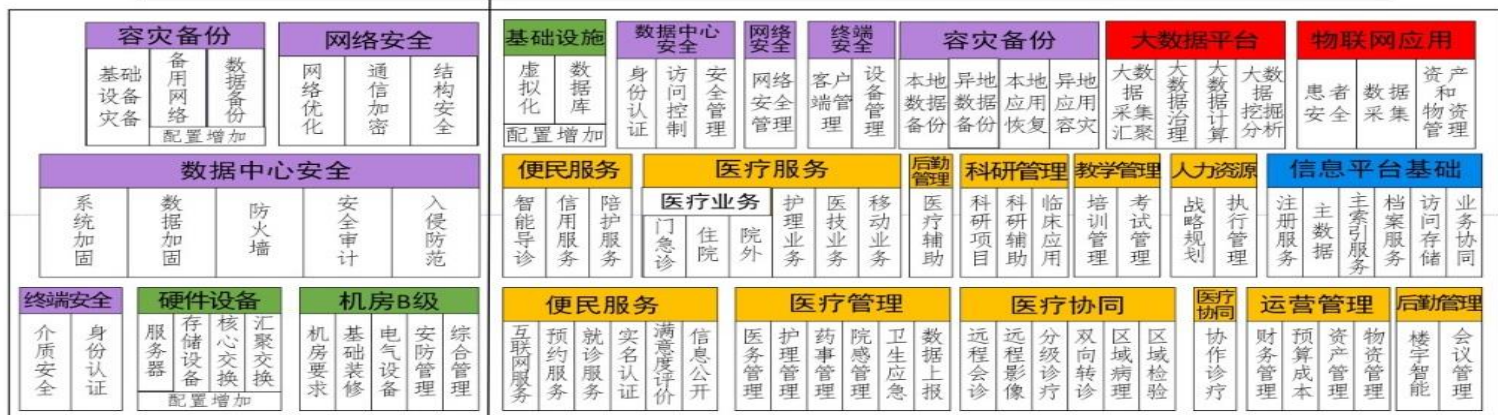 容灾备份
基础设备灾备
备用网络
数据备份
配置增加
网络安全
网络优化
通信加密
结构安全
基础设施
虚拟化
数据库
配置增加
数据中心安全
身份认证
访问控制
安全管理
网络安全
网络安全管理
终端安全
客户端管理
设备管理
容灾备份
本地数据备份
异地数据备份
本地应用恢复
异地应用容灾
大数据平台
大数据采集汇聚
大数据治理
大数据计算
大数据挖掘分析
物联网应用
患者安全
数据采集
资产和物资管理
数据中心安全
系统加固
数据加固
防火墙
安全审计
入侵防范
便民服务
智能导诊
信用服务
陪护服务
医疗服务
医疗业务
门急诊
住院
院外
护理业务
医技业务
移动业务
后勤管理
医疗辅助
科研管理
科研项目
科研辅助
临床应用
教学管理
培训管理
考试管理
人力资源
战略规划
执行管理
信息平台基础
注册服务
主数据
主索引服务
档案服务
访问存储
业务协同
终端安全
介质安全
身份认证
硬件设备
服务器
存储设备
核心交换
汇聚交换
配置增加
机房B级
机房要求
基础装修
电气设备
安防管理
综合管理
便民服务
互联网服务
预约服务
就诊服务
实名认证
满意度评价
信息公开
医疗管理
医务管理
护理管理
药事管理
院感管理
卫生应急
数据上报
医疗协同
远程会诊
远程影像
分级诊疗
双向转诊
区域病理
区域检验
医疗协同
协作诊疗
运营管理
财务管理
预算成本
资产管理
物资管理
后勤管理
楼宇智能
会议管理